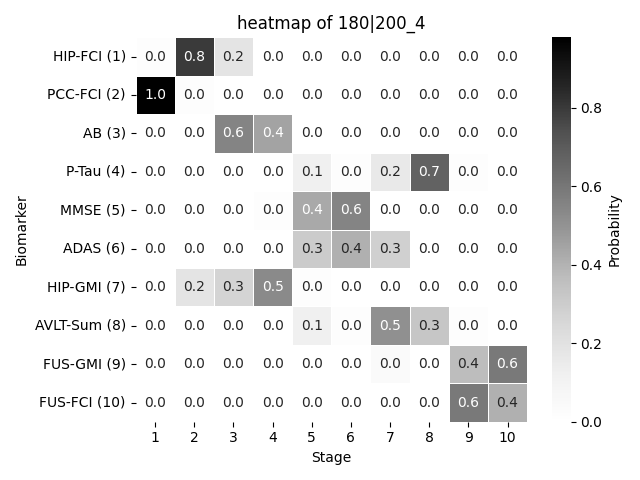 heatmap of 180|200_4
HIP-FCI (1) 0.0 0.8 0.2 0.0 0.0 0.0 0.0 0.0 0.0 0.0
PCC-FCI (2) 1.0 0.0 0.0 0.0 0.0 0.0 0.0 0.0 0.0 0.0
AB (3) 0.0 0.0 0.6 0.4 0.0 0.0 0.0 0.0 0.0 0.0
P-Tau (4) 0.0 0.0 0.0 0.0 0.1 0.0 0.2 0.7 0.0 0.0
MMSE (5) 0.0 0.0 0.0 0.0 0.4 0.6 0.0 0.0 0.0 0.0
ADAS (6) 0.0 0.0 0.0 0.0 0.3 0.4 0.3 0.0 0.0 0.0
HIP-GMI (7) 0.0 0.2 0.3 0.5 0.0 0.0 0.0 0.0 0.0 0.0
AVLT-Sum (8) 0.0 0.0 0.0 0.0 0.1 0.0 0.5 0.3 0.0 0.0
FUS-GMI (9) 0.0 0.0 0.0 0.0 0.0 0.0 0.0 0.0 0.4 0.6
FUS-FCI (10) 0.0 0.0 0.0 0.0 0.0 0.0 0.0 0.0 0.6 0.4
1 2 3 4 5 6 7 8 9 10
Stage
Biomarker
0.8
0.6
0.4
0.2
0.0
Probability